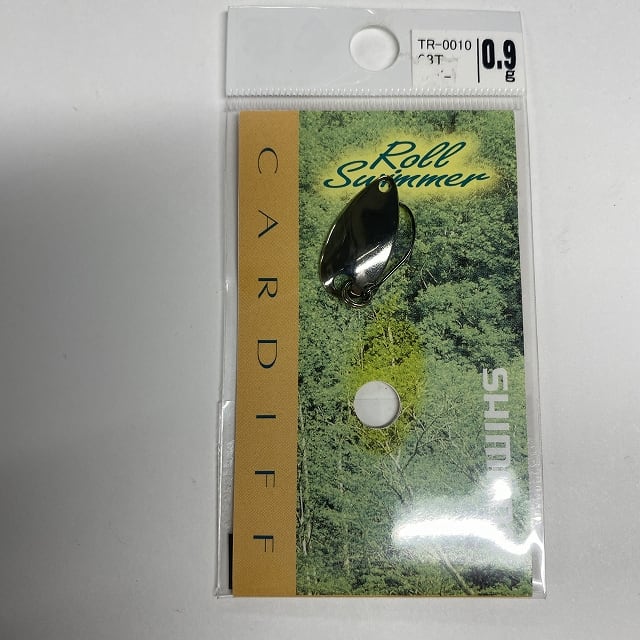 TR-0010
0.9
g
Roll
Swimmer
CARDIFF